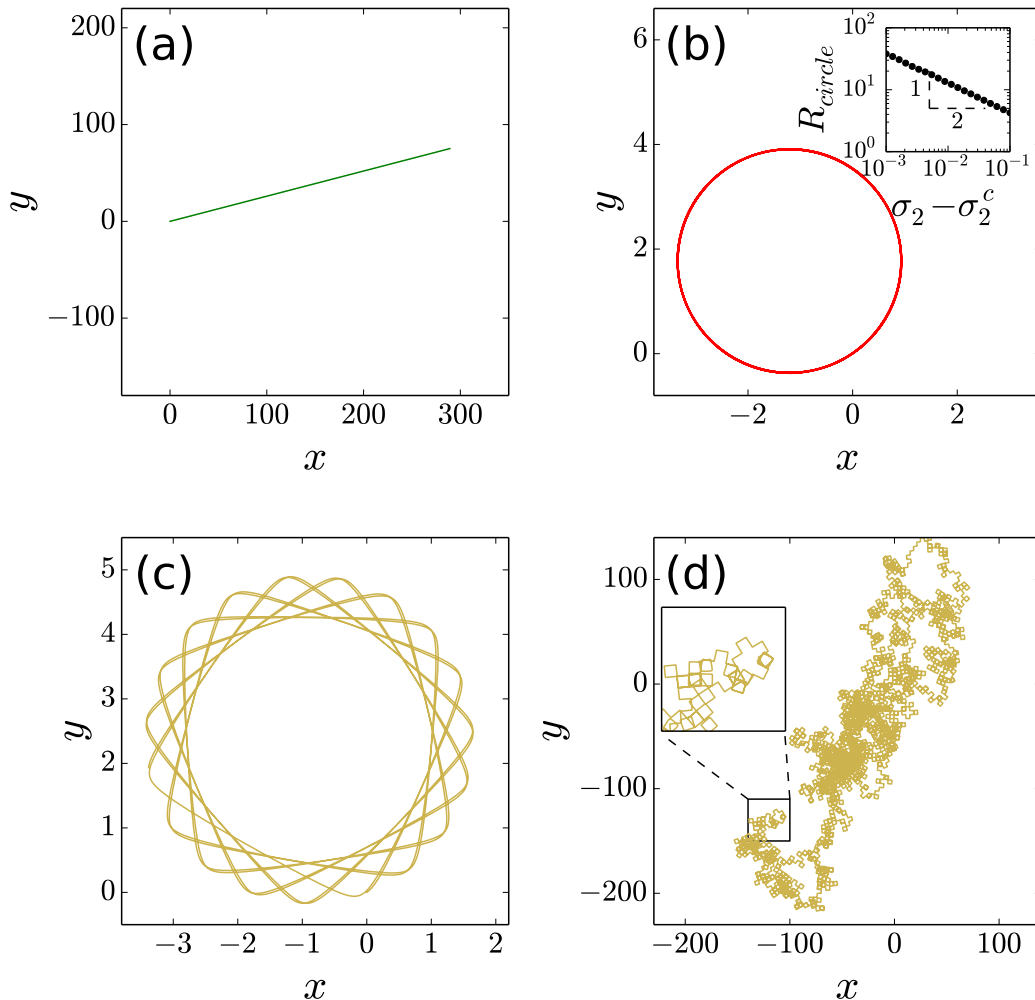 (a)
200
100
0
−100
0 100 200 300
x
y
(b)
6
4
2
0
−2 0 2
x
y
R_circle
10^2
10^1
10^0
10^−3 10^−2 10^−1
1
2
σ_2 − σ_2^c
(c)
5
4
3
2
1
0
−3 −2 −1 0 1 2
x
y
(d)
100
0
−100
−200
−200 −100 0 100
x
y